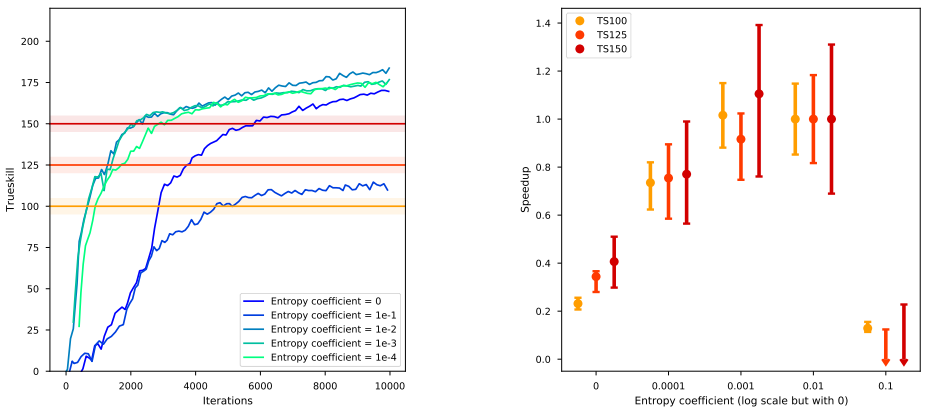 200
175
150
125
100
75
50
25
0
Trueskill
0 2000 4000 6000 8000 10000
Iterations
Entropy coefficient = 0
Entropy coefficient = 1e-1
Entropy coefficient = 1e-2
Entropy coefficient = 1e-3
Entropy coefficient = 1e-4
TS100
TS125
TS150
1.4
1.2
1.0
0.8
0.6
0.4
0.2
0.0
Speedup
0 0.0001 0.001 0.01 0.1
Entropy coefficient (log scale but with 0)